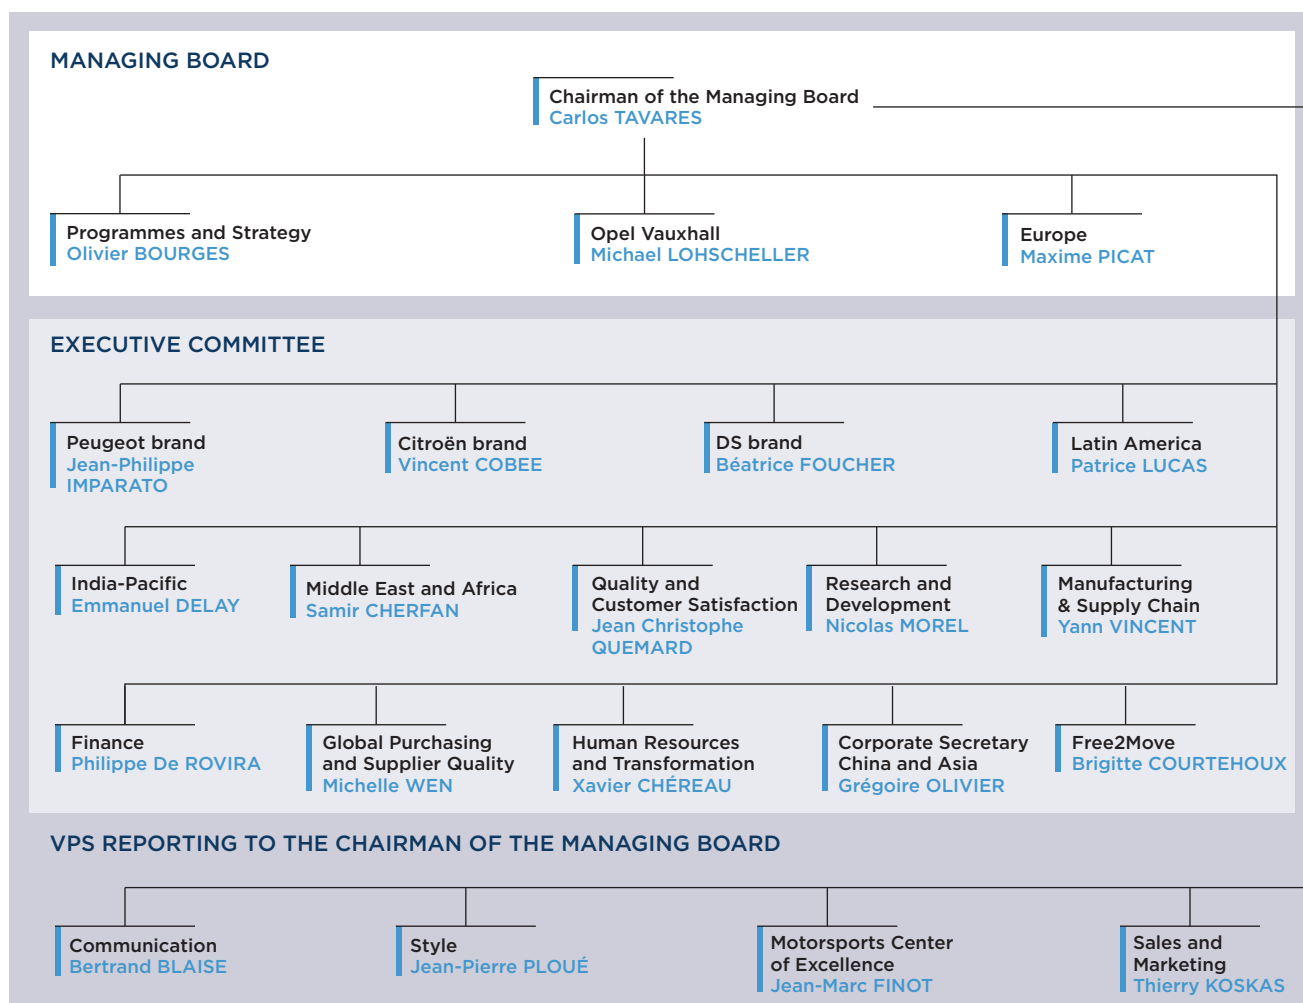 MANAGING BOARD
Chairman of the Managing Board
Carlos TAVARES
Programmes and Strategy
Olivier BOURGES
Opel Vauxhall
Michael LOHSCHELLER
Europe
Maxime PICAT
EXECUTIVE COMMITTEE
Peugeot brand
Jean-Philippe
IMPARATO
Citroën brand
Vincent COBEE
DS brand
Béatrice FOUCHER
Latin America
Patrice LUCAS
India-Pacific
Emmanuel DELAY
Middle East and Africa
Samir CHERFAN
Quality and
Customer Satisfaction
Jean Christophe
QUEMARD
Research and
Development
Nicolas MOREL
Manufacturing
& Supply Chain
Yann VINCENT
Finance
Philippe De ROVIRA
Global Purchasing
and Supplier Quality
Michelle WEN
Human Resources
and Transformation
Xavier CHÉREAU
Corporate Secretary
China and Asia
Grégoire OLIVIER
Free2Move
Brigitte COURTEHOUX
VPS REPORTING TO THE CHAIRMAN OF THE MANAGING BOARD
Communication
Bertrand BLAISE
Style
Jean-Pierre PLOUÉ
Motorsports Center
of Excellence
Jean-Marc FINOT
Sales and
Marketing
Thierry KOSKAS